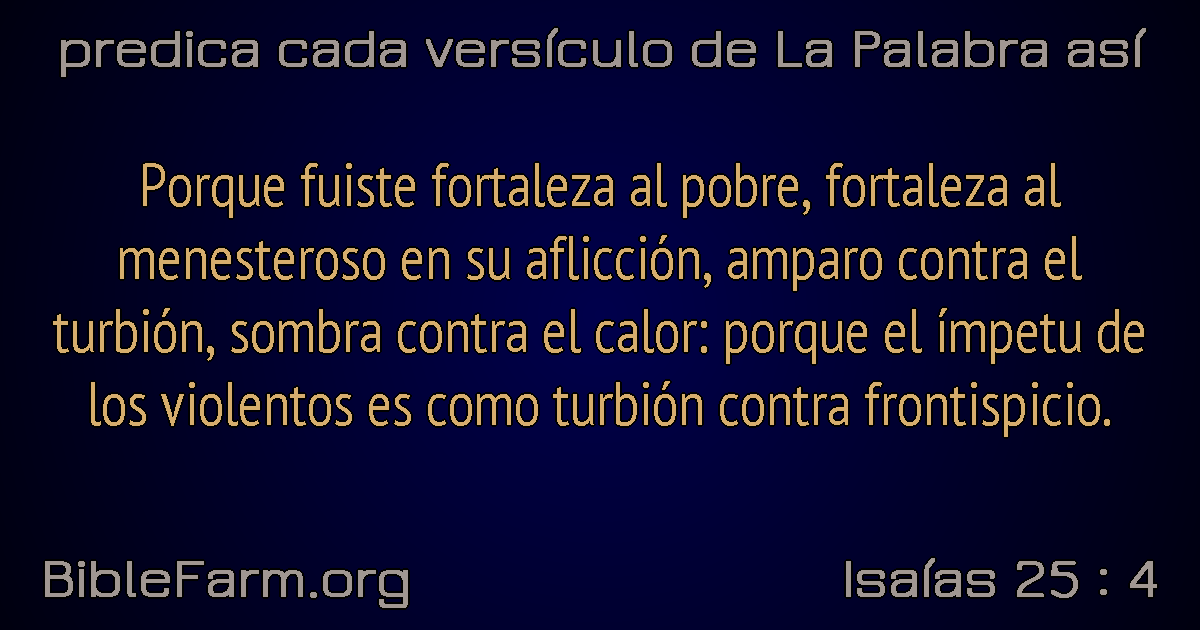 predica cada versículo de La Palabra así
Porque fuiste fortaleza al pobre, fortaleza al
menesteroso en su aflicción, amparo contra el
turbión, sombra contra el calor: porque el ímpetu de
los violentos es como turbión contra frontispicio.
BibleFarm.org
Isaías 25 : 4